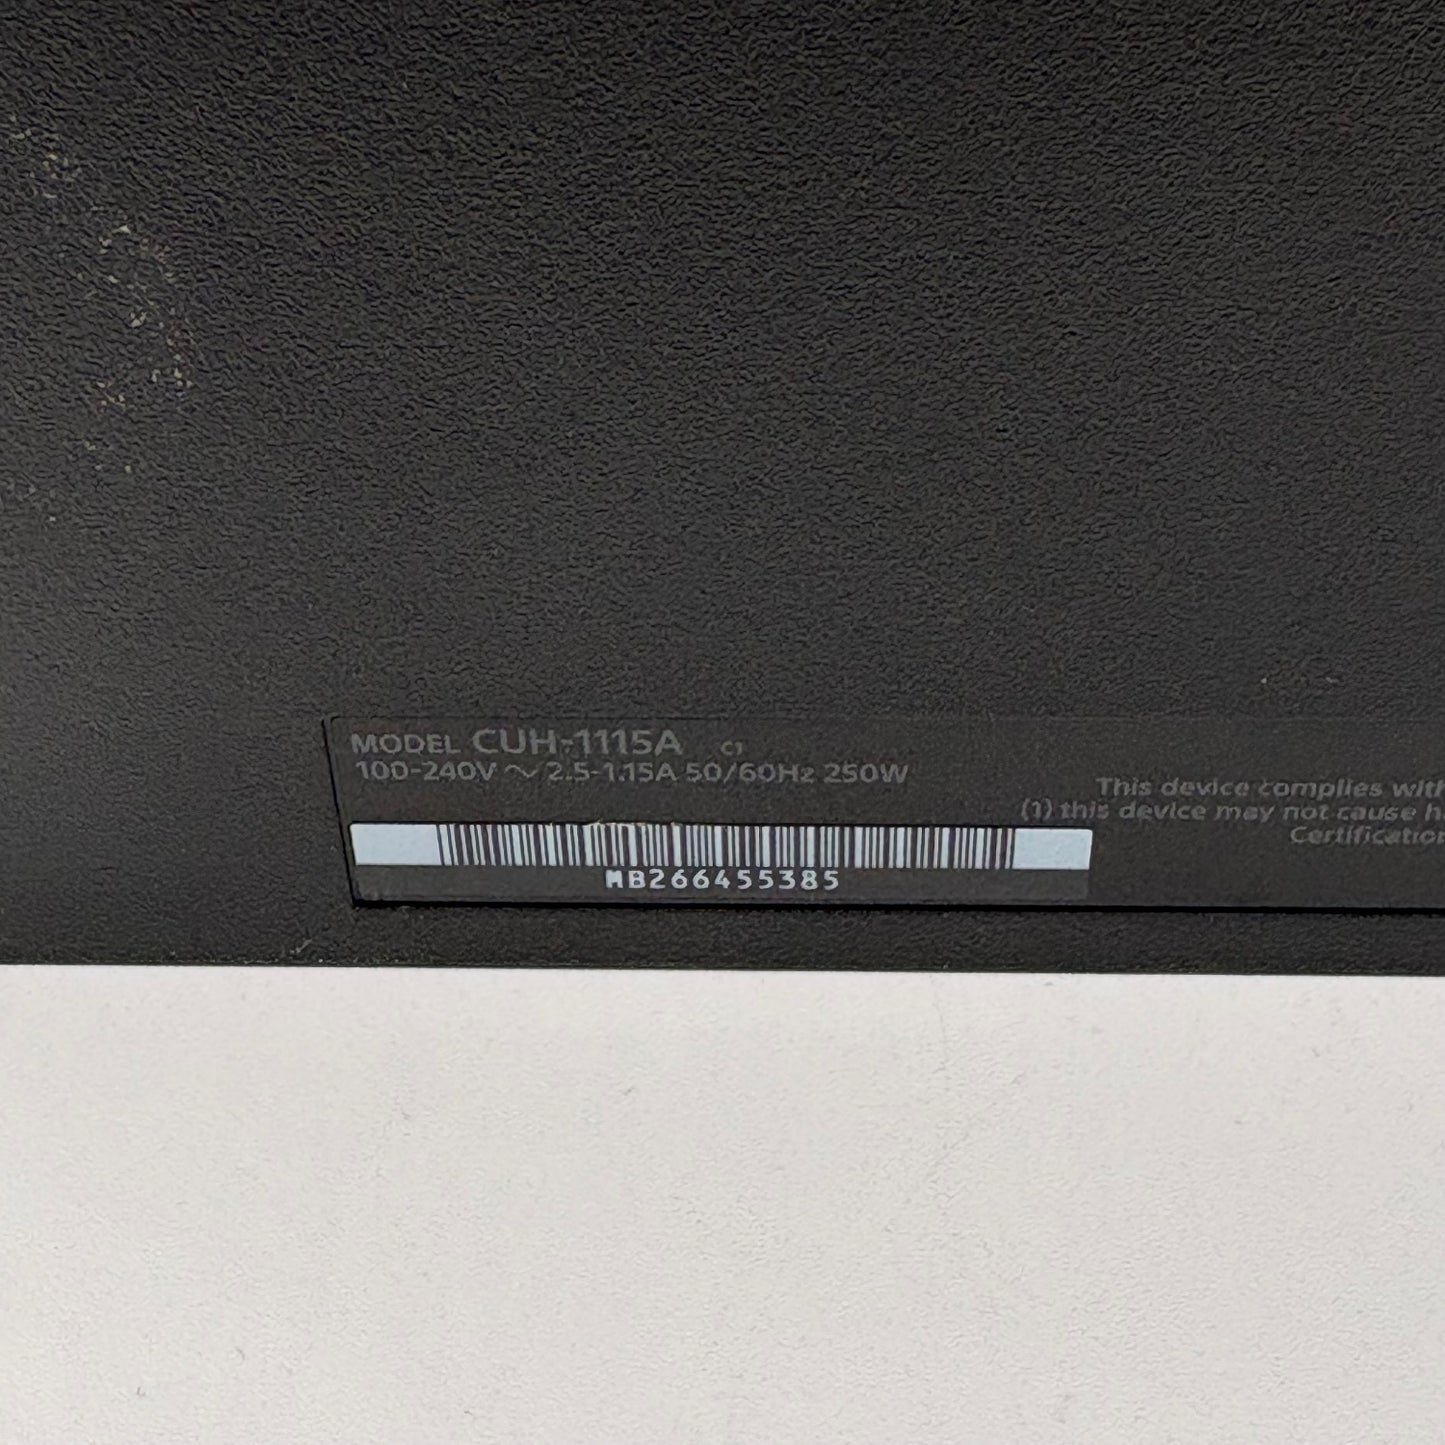 MODEL CUH-1115A C1
100-240V ~ 2.5-1.15A 50/60Hz 250W
This device complies with
(1) this device may not cause h
Certification
MB266455385